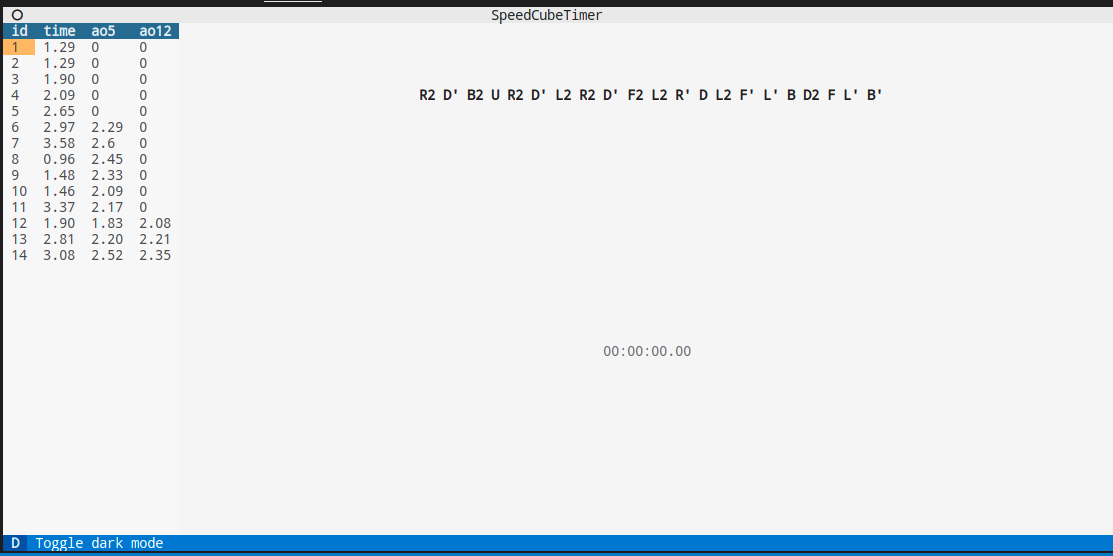 SpeedCubeTimer
id time ao5 ao12
1 1.29 0 0
2 1.29 0 0
3 1.90 0 0
4 2.09 0 0
5 2.65 0 0
6 2.97 2.29 0
7 3.58 2.6 0
8 0.96 2.45 0
9 1.48 2.33 0
10 1.46 2.09 0
11 3.37 2.17 0
12 1.90 1.83 2.08
13 2.81 2.20 2.21
14 3.08 2.52 2.35
R2 D' B2 U R2 D' L2 R2 D' F2 L2 R' D L2 F' L' B D2 F L' B'
00:00:00.00
D Toggle dark mode